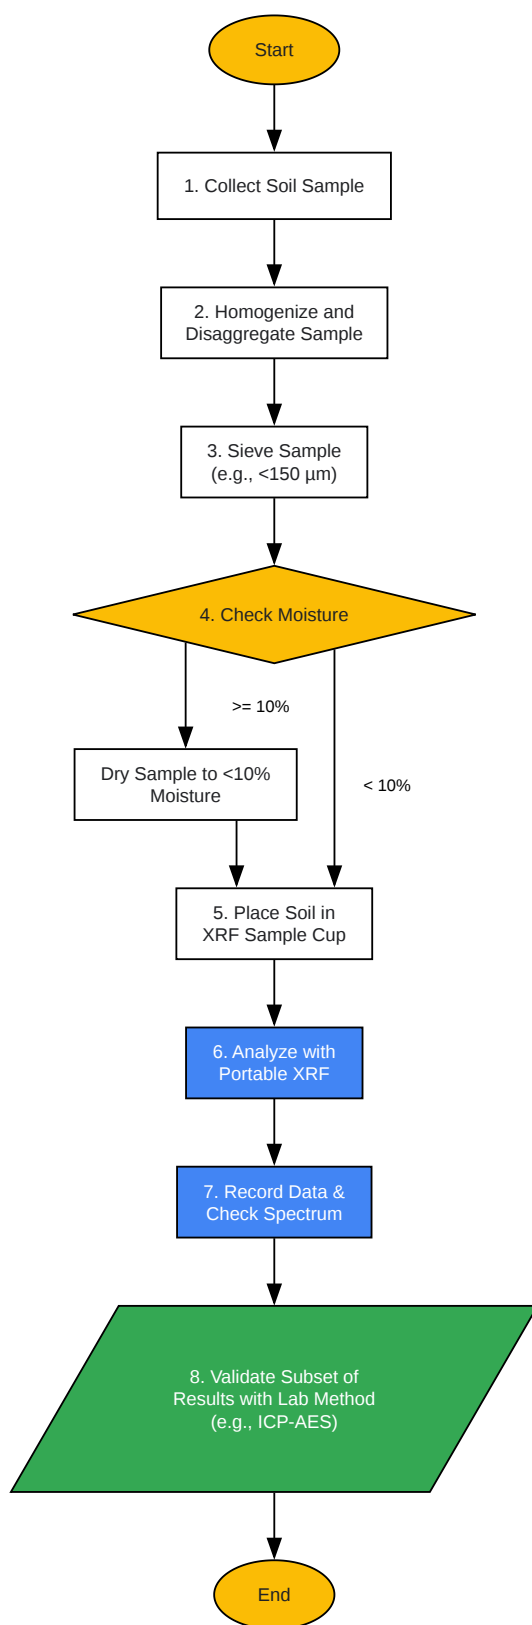 Start
1. Collect Soil Sample
2. Homogenize and
Disaggregate Sample
3. Sieve Sample
(e.g., <150 µm)
4. Check Moisture
>= 10%
Dry Sample to <10%
Moisture
< 10%
5. Place Soil in
XRF Sample Cup
6. Analyze with
Portable XRF
7. Record Data &
Check Spectrum
8. Validate Subset of
Results with Lab Method
(e.g., ICP-AES)
End